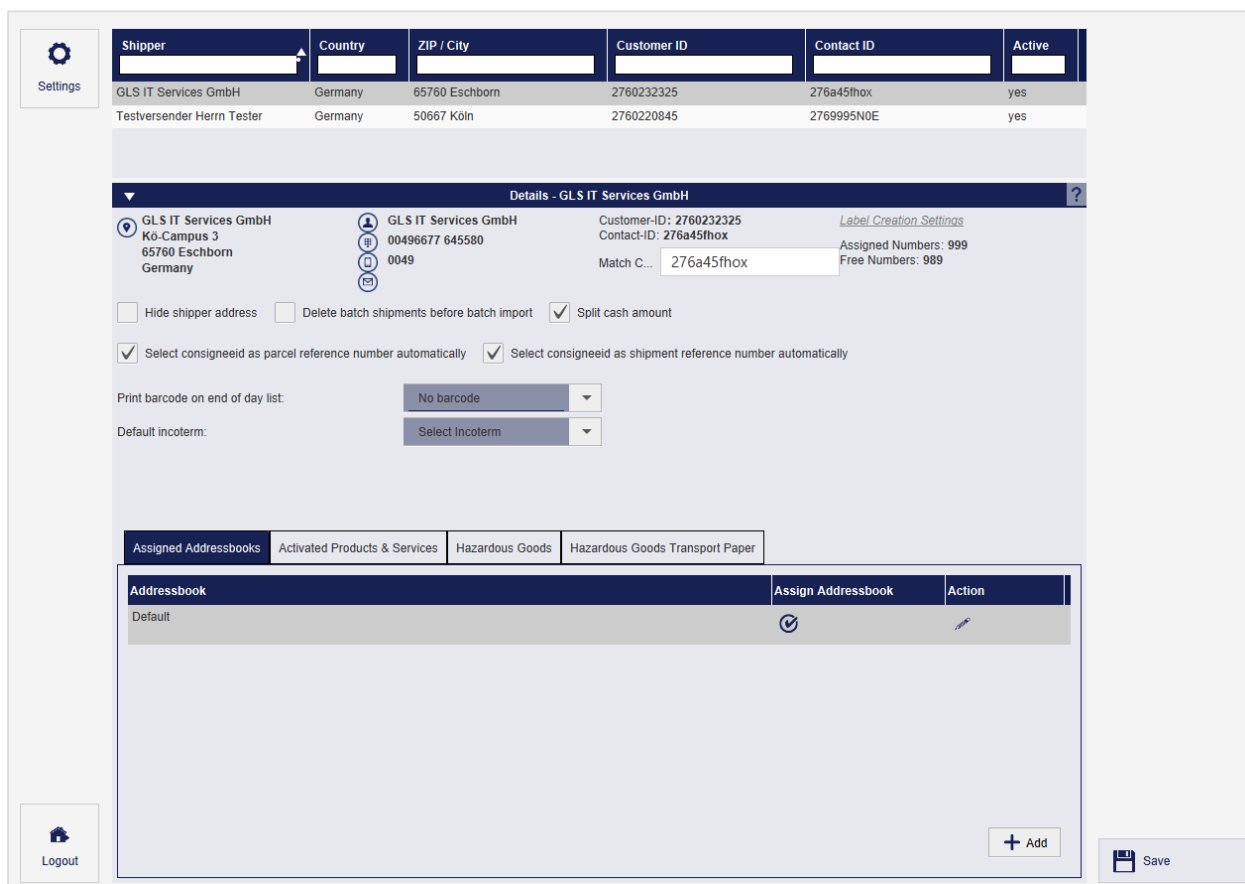 Settings
Shipper Country ZIP / City Customer ID Contact ID Active
GLS IT Services GmbH Germany 65760 Eschborn 2760232325 276a45fhox yes
Testversender Herrn Tester Germany 50667 Köln 2760220845 2769995N0E yes
Details - GLS IT Services GmbH ?
GLS IT Services GmbH
Kö-Campus 3
65760 Eschborn
Germany
GLS IT Services GmbH
00496677 645580
0049
Customer-ID: 2760232325
Contact-ID: 276a45fhox
Match C... 276a45fhox
Label Creation Settings
Assigned Numbers: 999
Free Numbers: 989
Hide shipper address Delete batch shipments before batch import Split cash amount
Select consigneeid as parcel reference number automatically Select consigneeid as shipment reference number automatically
Print barcode on end of day list: No barcode
Default incoterm: Select Incoterm
Assigned Addressbooks Activated Products & Services Hazardous Goods Hazardous Goods Transport Paper
Addressbook Assign Addressbook Action
Default
Add
Logout
Save